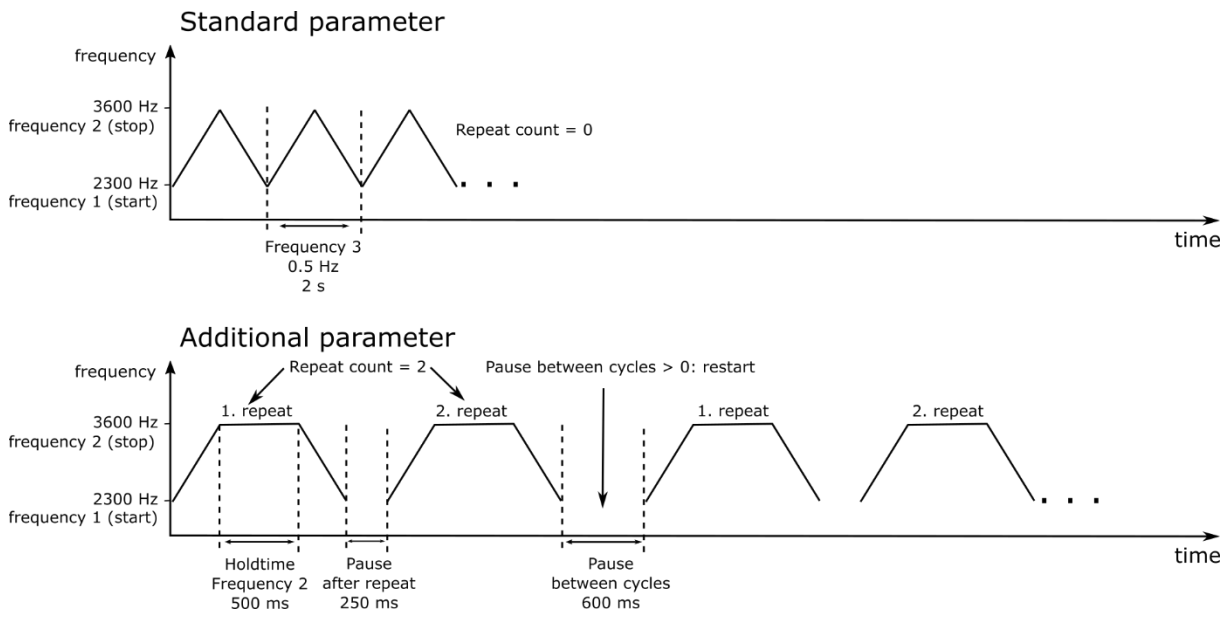 Standard parameter
frequency
3600 Hz
frequency 2 (stop)
Repeat count = 0
2300 Hz
frequency 1 (start)
time
Frequency 3
0.5 Hz
2 s
Additional parameter
frequency
Repeat count = 2
Pause between cycles > 0: restart
1. repeat
2. repeat
1. repeat
2. repeat
3600 Hz
frequency 2 (stop)
2300 Hz
frequency 1 (start)
time
Holdtime
Frequency 2
500 ms
Pause
after repeat
250 ms
Pause
between cycles
600 ms